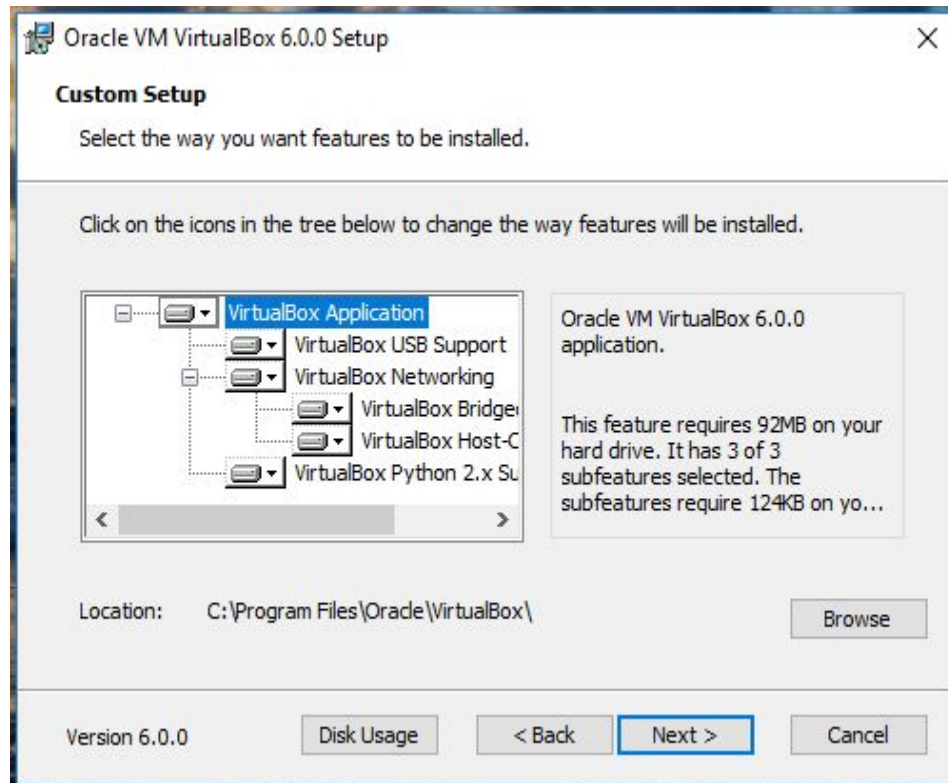 Oracle VM VirtualBox 6.0.0 Setup
Custom Setup
Select the way you want features to be installed.
Click on the icons in the tree below to change the way features will be installed.
VirtualBox Application
VirtualBox USB Support
VirtualBox Networking
VirtualBox Bridge
VirtualBox Host-C
VirtualBox Python 2.x Su
Oracle VM VirtualBox 6.0.0
application.
This feature requires 92MB on your
hard drive. It has 3 of 3
subfeatures selected. The
subfeatures require 124KB on yo...
Location: C:\Program Files\Oracle\VirtualBox\
Browse
Version 6.0.0
Disk Usage
< Back
Next >
Cancel